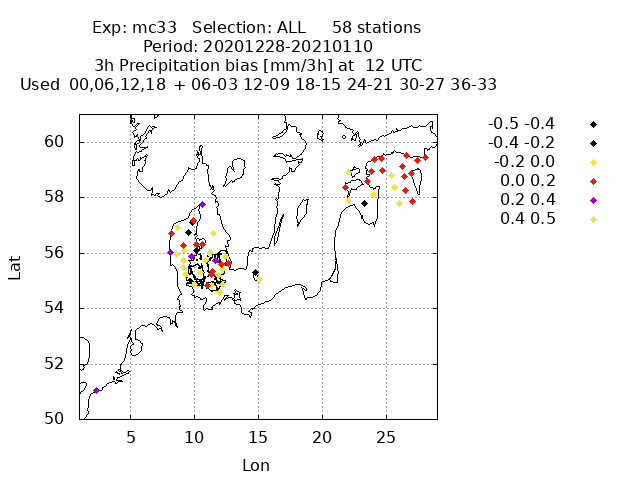 Exp: mc33 Selection: ALL 58 stations
Period: 20201228-20210110
3h Precipitation bias [mm/3h] at 12 UTC
Used 00,06,12,18 + 06-03 12-09 18-15 24-21 30-27 36-33
-0.5 -0.4
-0.4 -0.2
-0.2 0.0
0.0 0.2
0.2 0.4
0.4 0.5
60
58
56
54
52
50
Lat
5 10 15 20 25
Lon